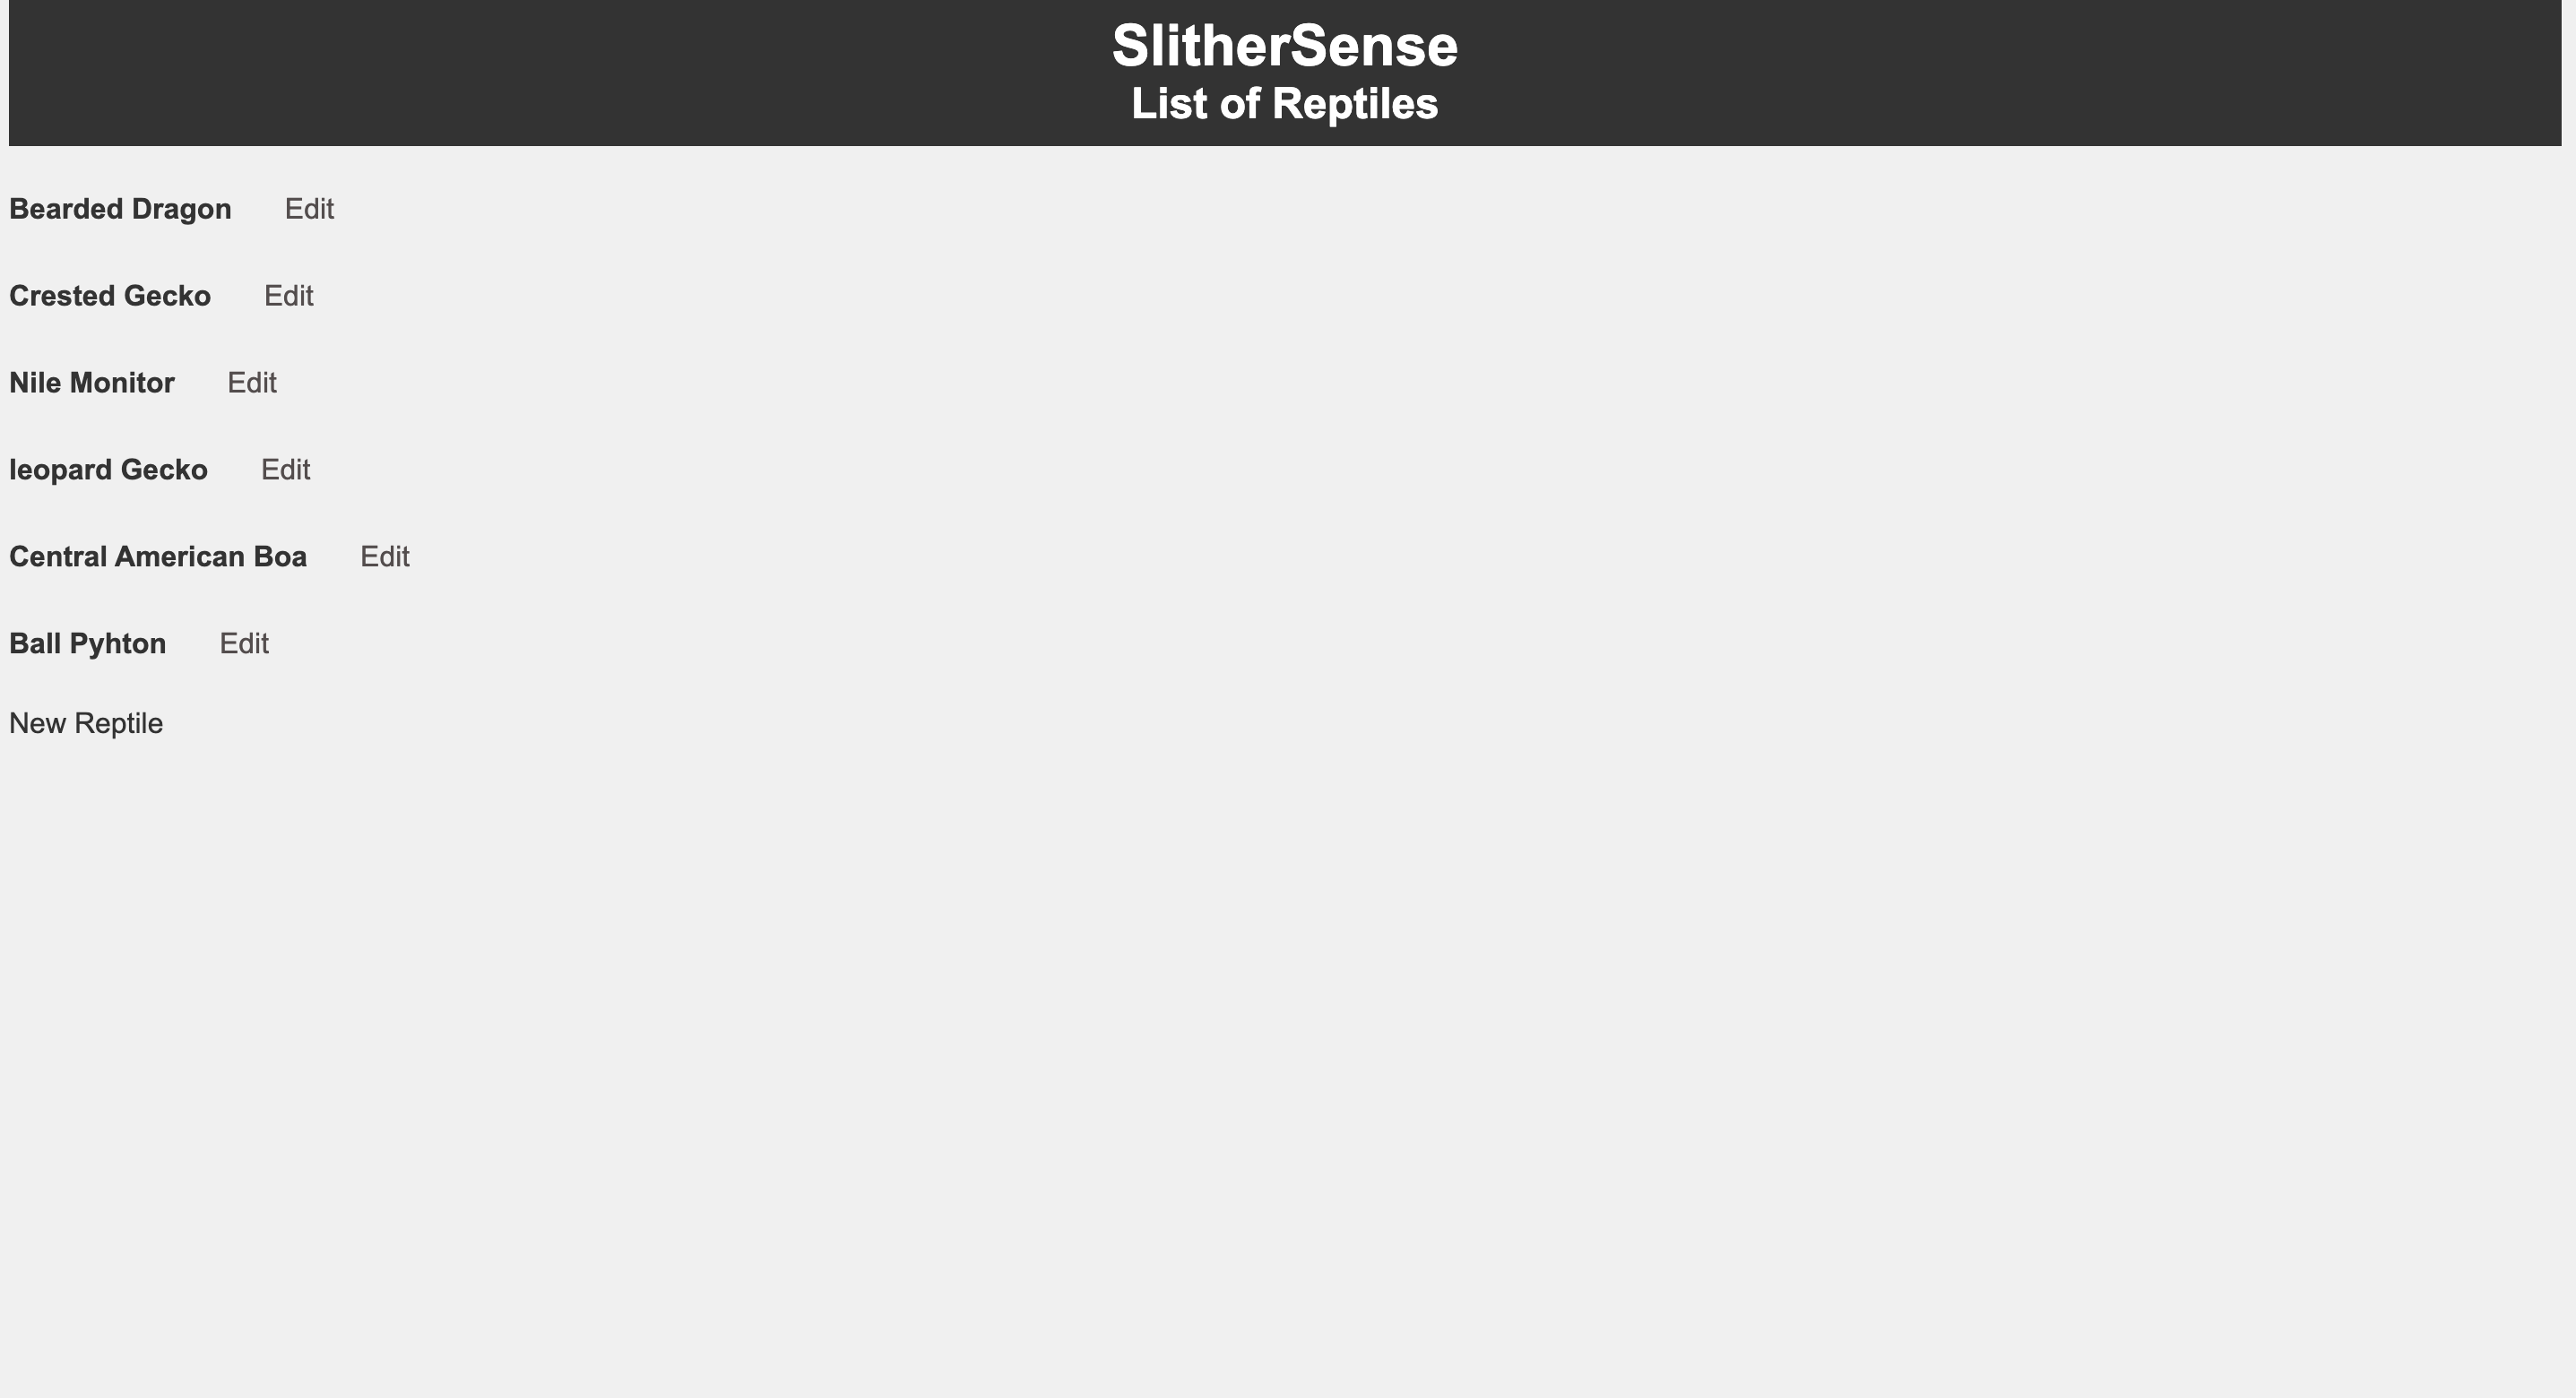 SlitherSense
List of Reptiles
Bearded Dragon Edit
Crested Gecko Edit
Nile Monitor Edit
leopard Gecko Edit
Central American Boa Edit
Ball Pyhton Edit
New Reptile